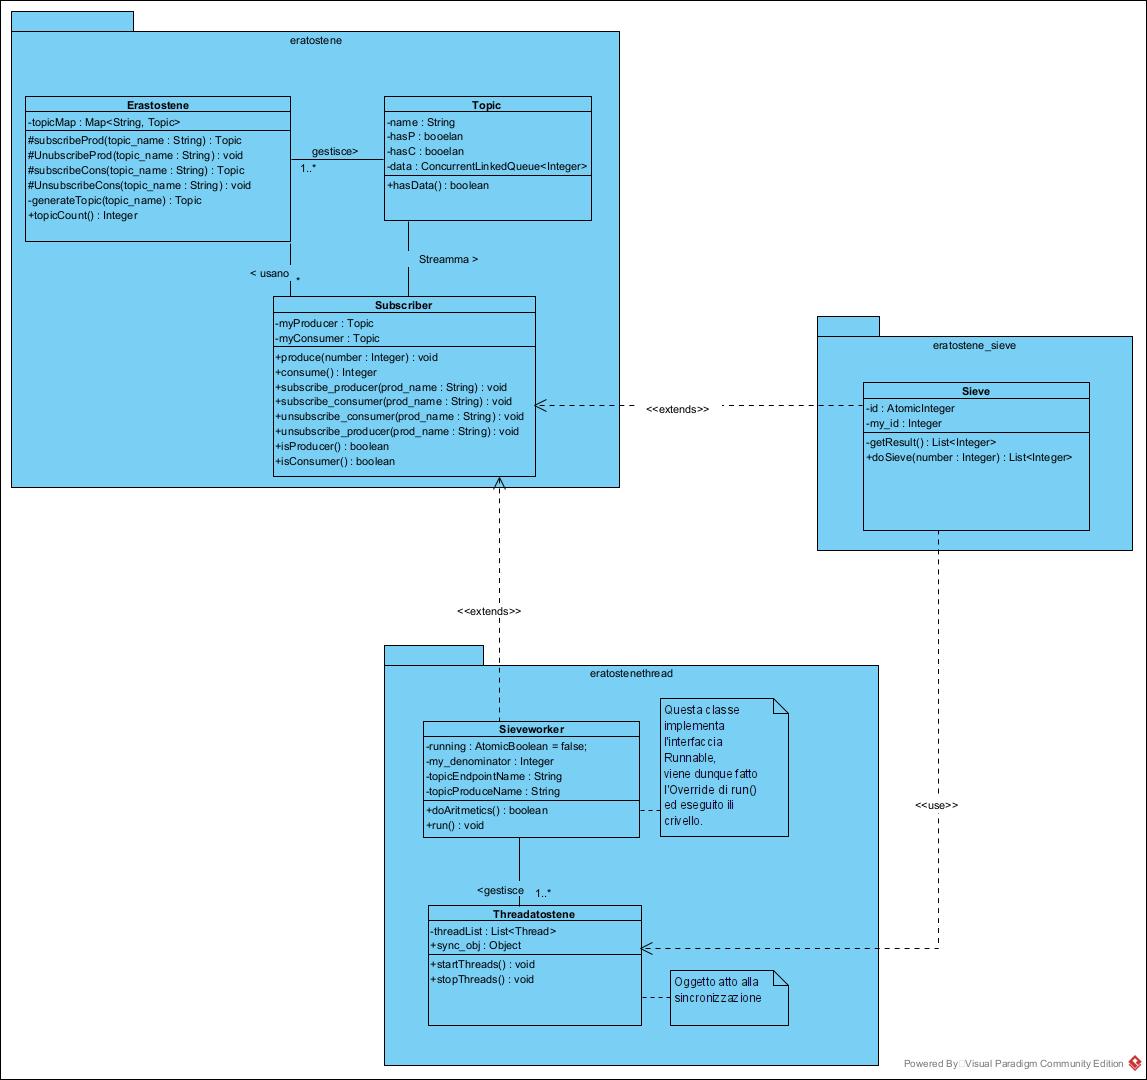 eratostene
Erastostene
-topicMap : Map<String, Topic>
#subscribeProd(topic_name : String) : Topic
#UnubscribeProd(topic_name : String) : void
#subscribeCons(topic_name : String) : Topic
#UnsubscribeCons(topic_name : String) : void
-generateTopic(topic_name) : Topic
+topicCount() : Integer
gestisce>
1..*
Topic
-name : String
-hasP : booelan
-hasC : booelan
-data : ConcurrentLinkedQueue<Integer>
+hasData() : boolean
< usano
*
Streamma >
Subscriber
-myProducer : Topic
-myConsumer : Topic
+produce(number : Integer) : void
+consume() : Integer
+subscribe_producer(prod_name : String) : void
+subscribe_consumer(prod_name : String) : void
+unsubscribe_consumer(prod_name : String) : void
+unsubscribe_producer(prod_name : String) : void
+isProducer() : boolean
+isConsumer() : boolean
<<extends>>
eratostene_sieve
Sieve
-id : AtomicInteger
-my_id : Integer
-getResult() : List<Integer>
+doSieve(number : Integer) : List<Integer>
<<extends>>
<<use>>
eratostenethread
Sieveworker
-running : AtomicBoolean = false;
-my_denominator : Integer
-topicEndpointName : String
-topicProduceName : String
+doAritmetics() : boolean
+run() : void
Questa classe
implementa
l'interfaccia
Runnable,
viene dunque fatto
l'Override di run()
ed eseguito ili
crivello.
<gestisce
1..*
Threadatostene
-threadList : List<Thread>
+sync_obj : Object
+startThreads() : void
+stopThreads() : void
Oggetto atto alla
sincronizzazione
Powered By Visual Paradigm Community Edition